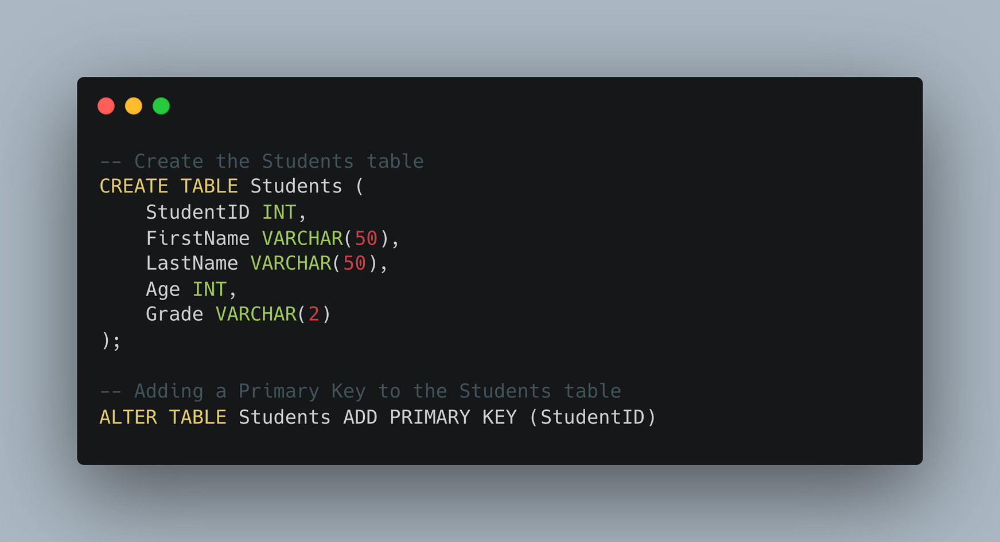 -- Create the Students table
CREATE TABLE Students (
    StudentID INT,
    FirstName VARCHAR(50),
    LastName VARCHAR(50),
    Age INT,
    Grade VARCHAR(2)
);
-- Adding a Primary Key to the Students table
ALTER TABLE Students ADD PRIMARY KEY (StudentID)